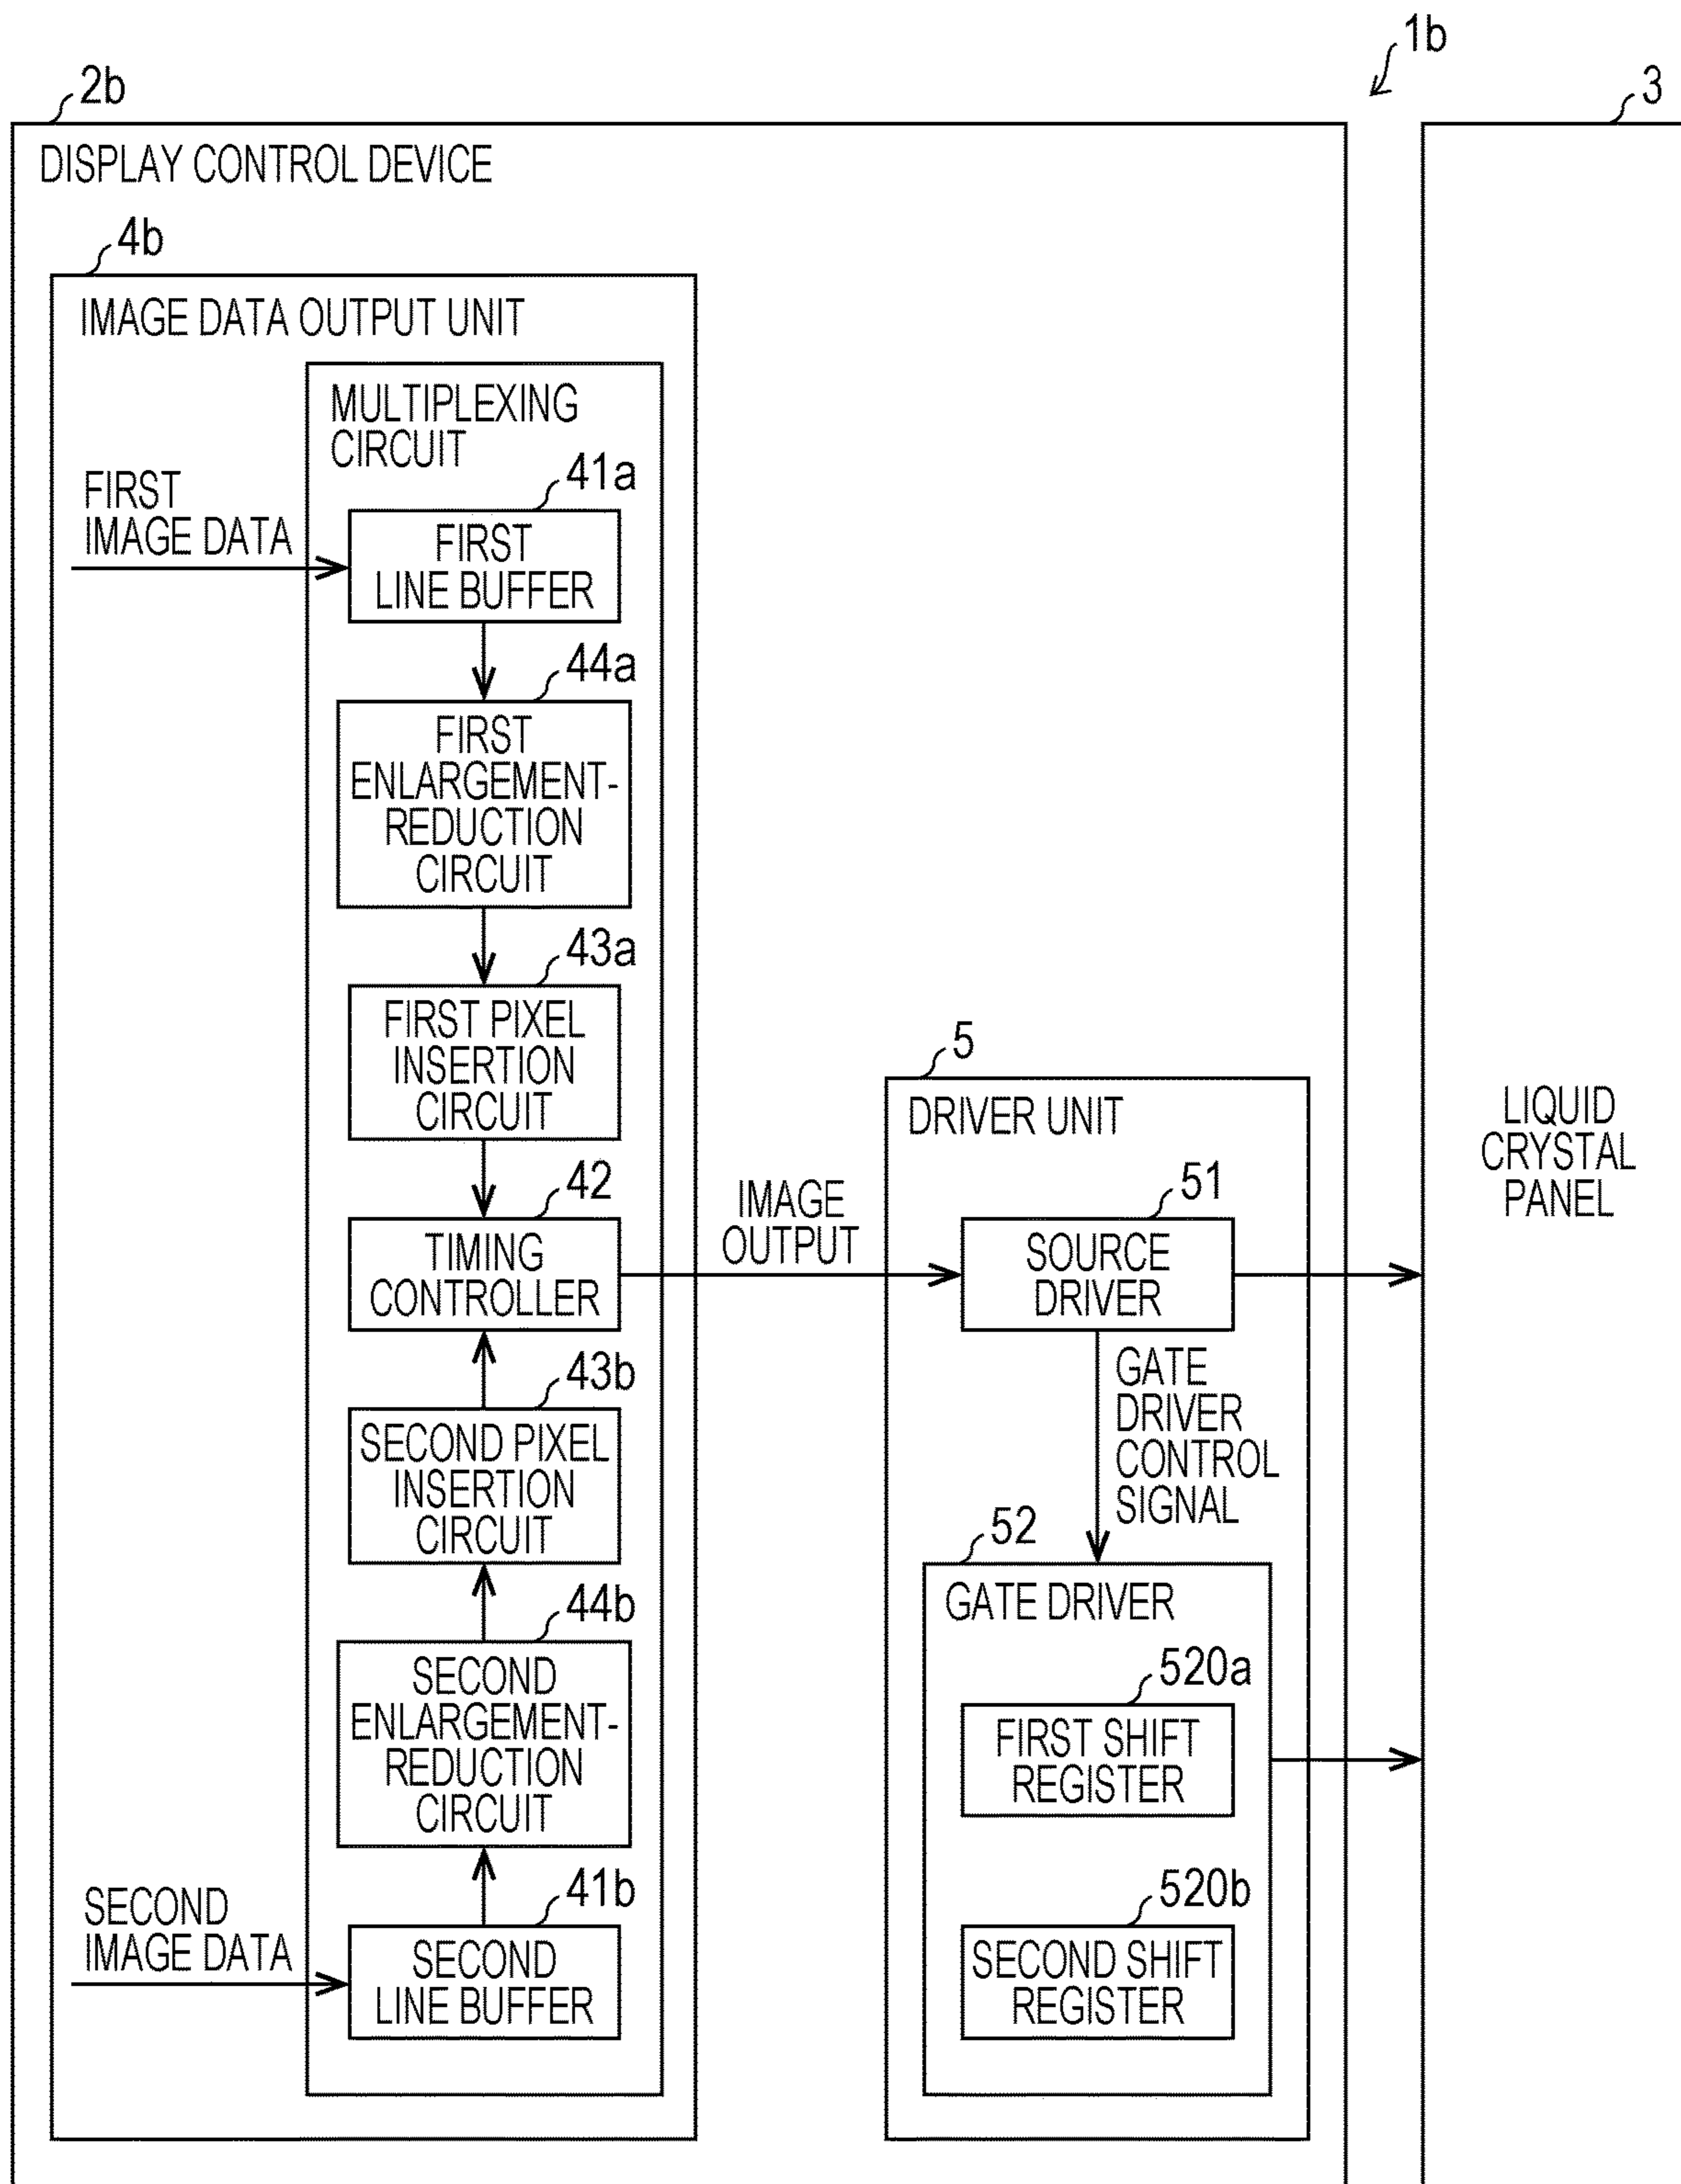 1b
2b
3
DISPLAY CONTROL DEVICE
4b
IMAGE DATA OUTPUT UNIT
MULTIPLEXING
CIRCUIT
FIRST
IMAGE DATA
41a
FIRST
LINE BUFFER
44a
FIRST
ENLARGEMENT-
REDUCTION
CIRCUIT
43a
FIRST PIXEL
INSERTION
CIRCUIT
42
TIMING
CONTROLLER
43b
SECOND PIXEL
INSERTION
CIRCUIT
44b
SECOND
ENLARGEMENT-
REDUCTION
CIRCUIT
41b
SECOND
IMAGE DATA
SECOND
LINE BUFFER
IMAGE
OUTPUT
5
DRIVER UNIT
51
SOURCE
DRIVER
GATE
DRIVER
CONTROL
SIGNAL
52
GATE DRIVER
520a
FIRST SHIFT
REGISTER
520b
SECOND SHIFT
REGISTER
LIQUID
CRYSTAL
PANEL